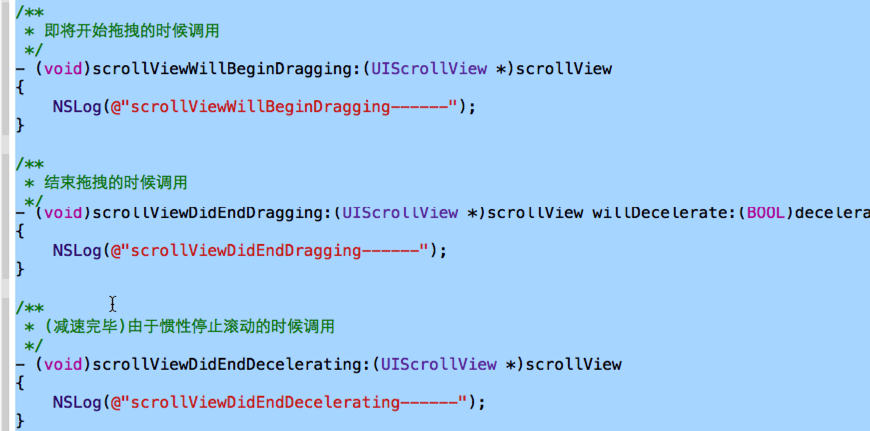 /**
 * 即将开始拖拽的时候调用
 */
- (void)scrollViewWillBeginDragging:(UIScrollView *)scrollView
{
    NSLog(@"scrollViewWillBeginDragging------");
}
/**
 * 结束拖拽的时候调用
 */
- (void)scrollViewDidEndDragging:(UIScrollView *)scrollView willDecelerate:(BOOL)decelera
{
    NSLog(@"scrollViewDidEndDragging------");
}
/**
 * (减速完毕)由于惯性停止滚动的时候调用
 */
- (void)scrollViewDidEndDecelerating:(UIScrollView *)scrollView
{
    NSLog(@"scrollViewDidEndDecelerating------");
}